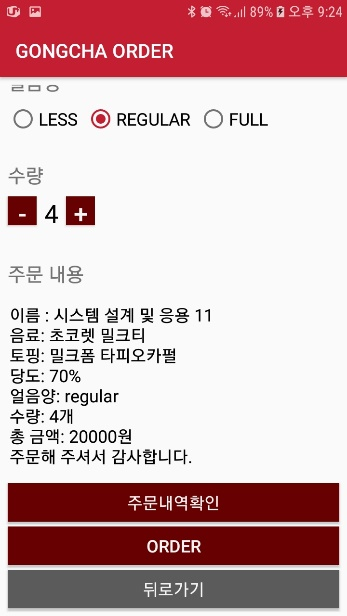 89% 오후 9:24
GONGCHA ORDER
LESS REGULAR FULL
수량
- 4 +
주문 내용
이름 : 시스템 설계 및 응용 11
음료: 초코렛 밀크티
토핑: 밀크폼 타피오카펄
당도: 70%
얼음양: regular
수량: 4개
총 금액: 20000원
주문해 주셔서 감사합니다.
주문내역확인
ORDER
뒤로가기